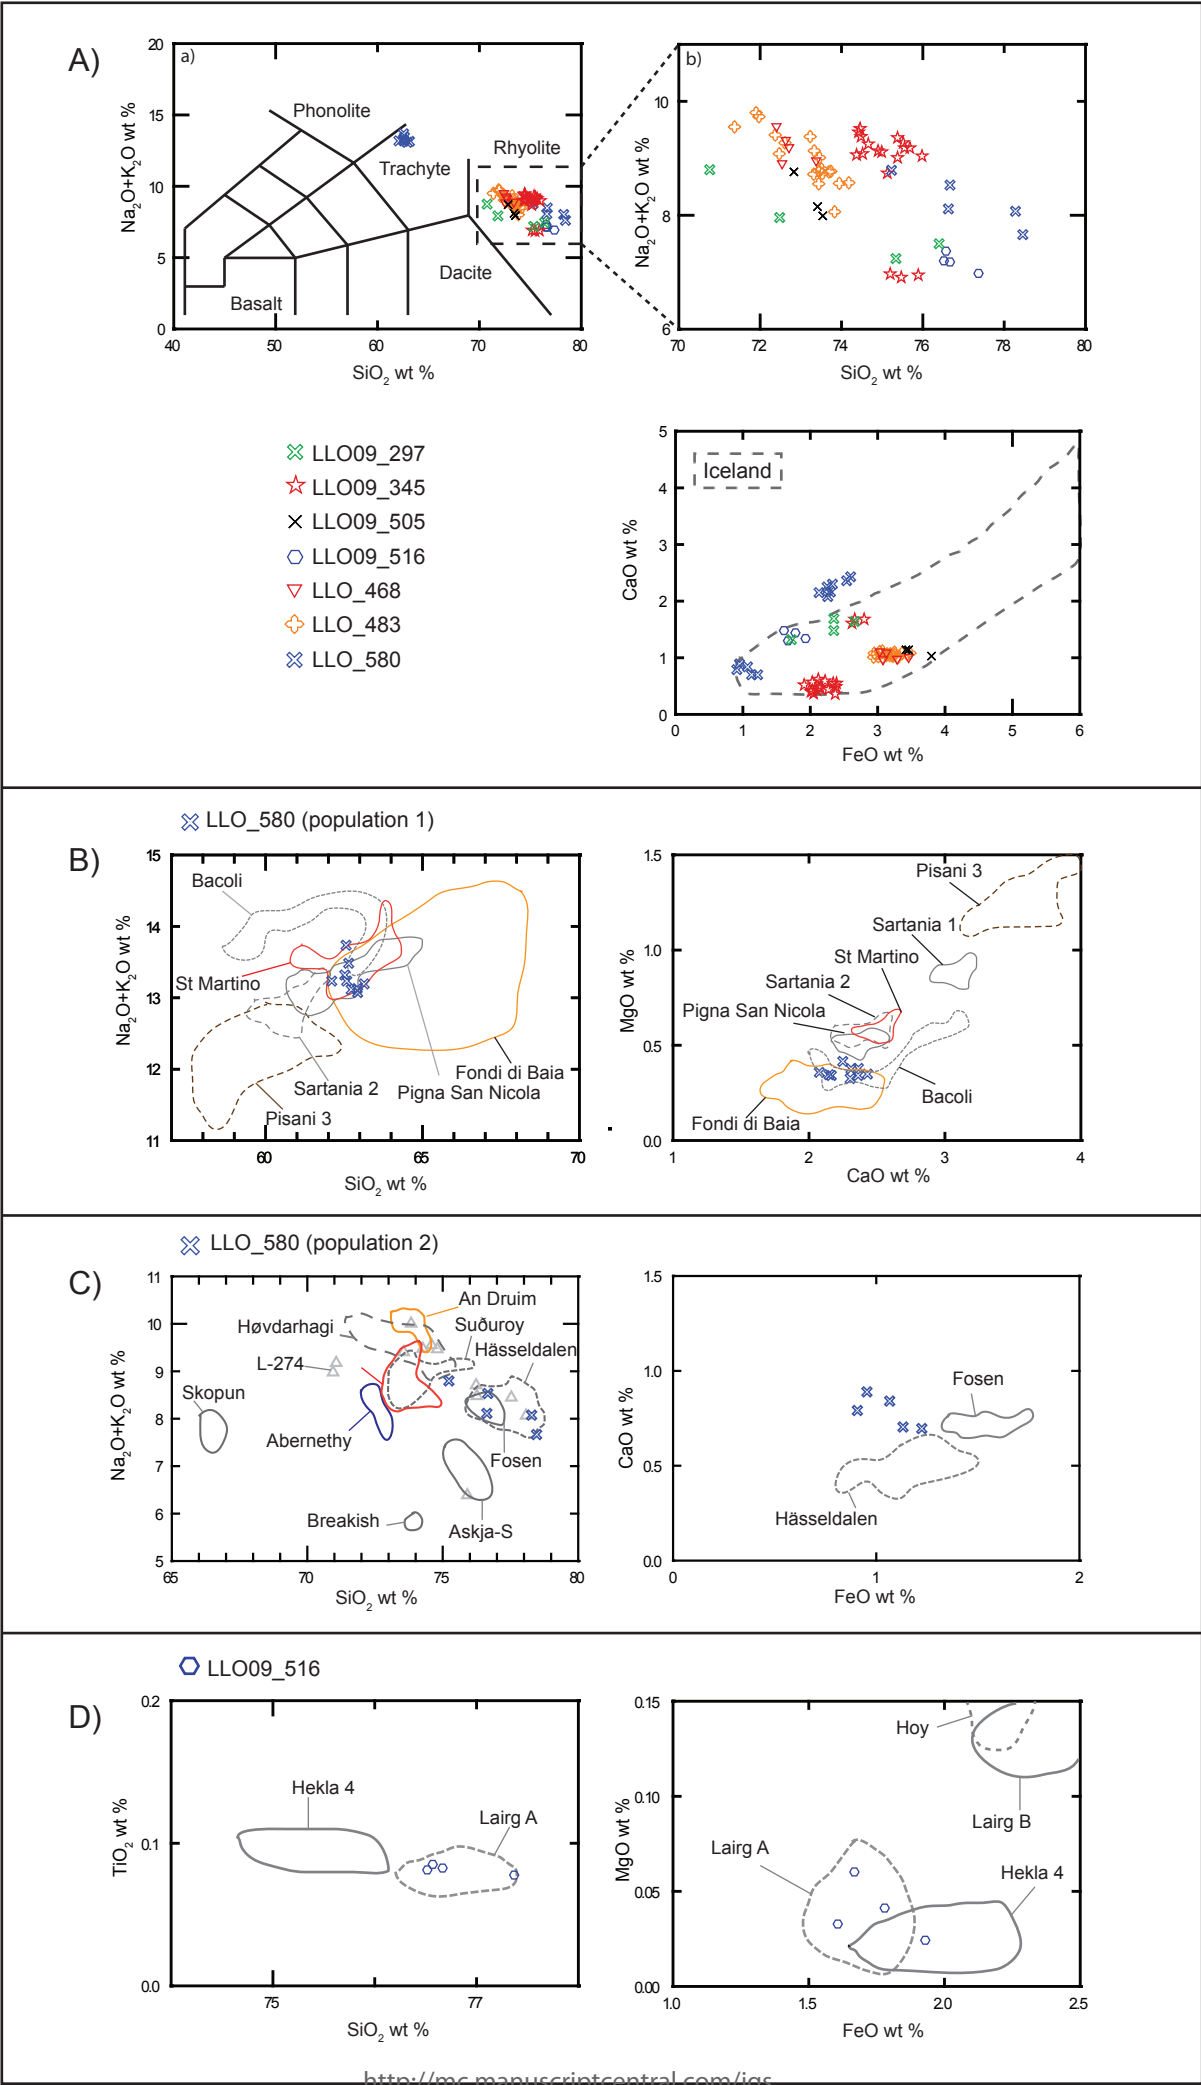 A)
a)
20
15
10
5
0
40
50
60
70
80
Na2O+K2O wt %
SiO2 wt %
Phonolite
Trachyte
Rhyolite
Dacite
Basalt
b)
10
8
6
70
72
74
76
78
80
Na2O+K2O wt %
SiO2 wt %
LLO09_297
LLO09_345
LLO09_505
LLO09_516
LLO_468
LLO_483
LLO_580
Iceland
5
4
3
2
1
0
0
1
2
3
4
5
6
CaO wt %
FeO wt %
B)
LLO_580 (population 1)
15
14
13
12
11
60
65
70
Na2O+K2O wt %
SiO2 wt %
Bacoli
St Martino
Sartania 2
Pisani 3
Fondi di Baia
Pigna San Nicola
1.5
1.0
0.5
0.0
1
2
3
4
MgO wt %
CaO wt %
Pisani 3
Sartania 1
St Martino
Sartania 2
Pigna San Nicola
Bacoli
Fondi di Baia
C)
LLO_580 (population 2)
11
10
9
8
7
6
5
65
70
75
80
Na2O+K2O wt %
SiO2 wt %
An Druim
Høvdarhagi
Suðuroy
Hässeldalen
L-274
Skopun
Abernethy
Fosen
Breakish
Askja-S
1.5
1.0
0.5
0.0
0
1
2
CaO wt %
FeO wt %
Fosen
Hässeldalen
D)
LLO09_516
0.2
0.1
0.0
75
77
TiO2 wt %
SiO2 wt %
Hekla 4
Lairg A
0.15
0.10
0.05
0.00
1.0
1.5
2.0
2.5
MgO wt %
FeO wt %
Hoy
Lairg B
Lairg A
Hekla 4
http://mc.manuscriptcentral.com/jqs